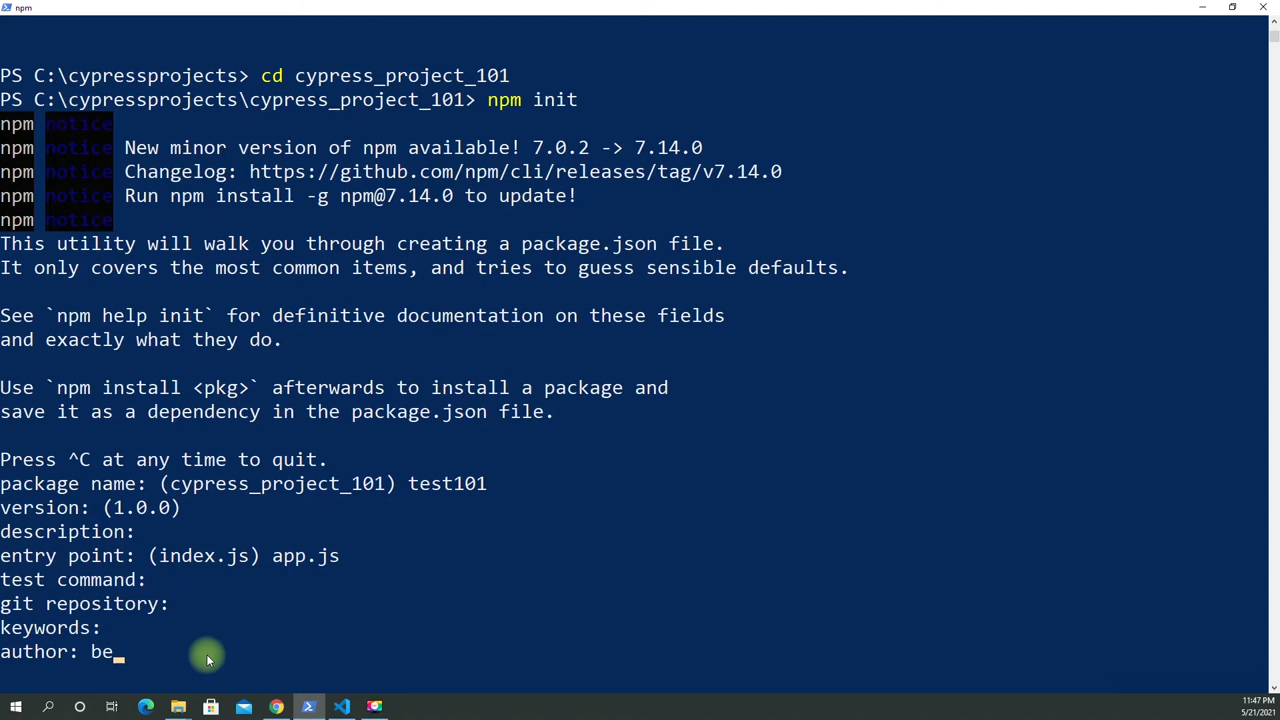 npm
PS C:\cypressprojects> cd cypress_project_101
PS C:\cypressprojects\cypress_project_101> npm init
npm notice
npm notice New minor version of npm available! 7.0.2 -> 7.14.0
npm notice Changelog: https://github.com/npm/cli/releases/tag/v7.14.0
npm notice Run npm install -g npm@7.14.0 to update!
npm notice
This utility will walk you through creating a package.json file.
It only covers the most common items, and tries to guess sensible defaults.
See `npm help init` for definitive documentation on these fields
and exactly what they do.
Use `npm install <pkg>` afterwards to install a package and
save it as a dependency in the package.json file.
Press ^C at any time to quit.
package name: (cypress_project_101) test101
version: (1.0.0)
description:
entry point: (index.js) app.js
test command:
git repository:
keywords:
author: be
11:47 PM
5/21/2021